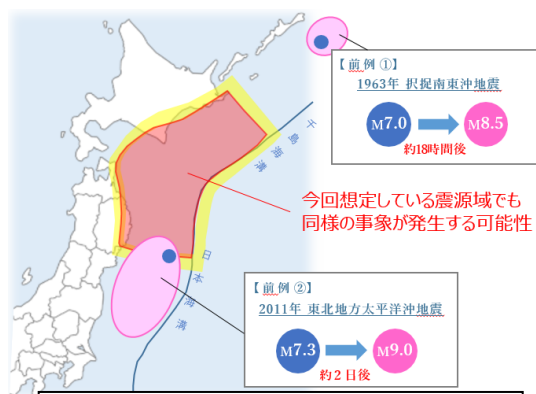 【前例①】
1963年 択捉南東沖地震
M7.0
M8.5
約18時間後
千島海溝
今回想定している震源域でも
同様の事象が発生する可能性
日本海溝
【前例②】
2011年 東北地方太平洋沖地震
M7.3
M9.0
約2日後